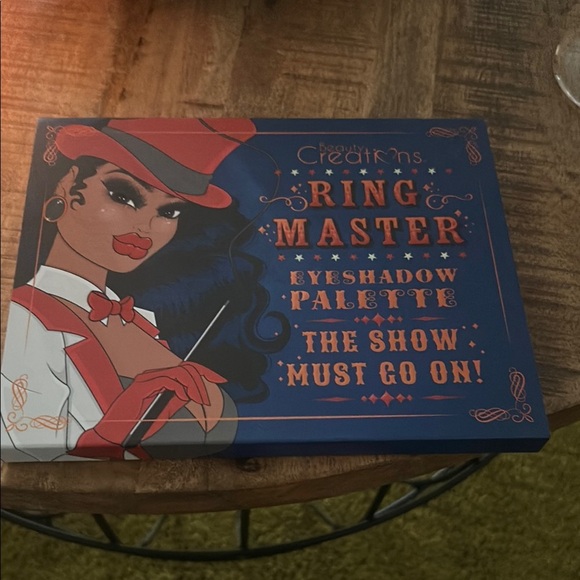 Beauty
Creations
RING
MASTER
EYESHADOW
PALETTE
THE SHOW
MUST GO ON!